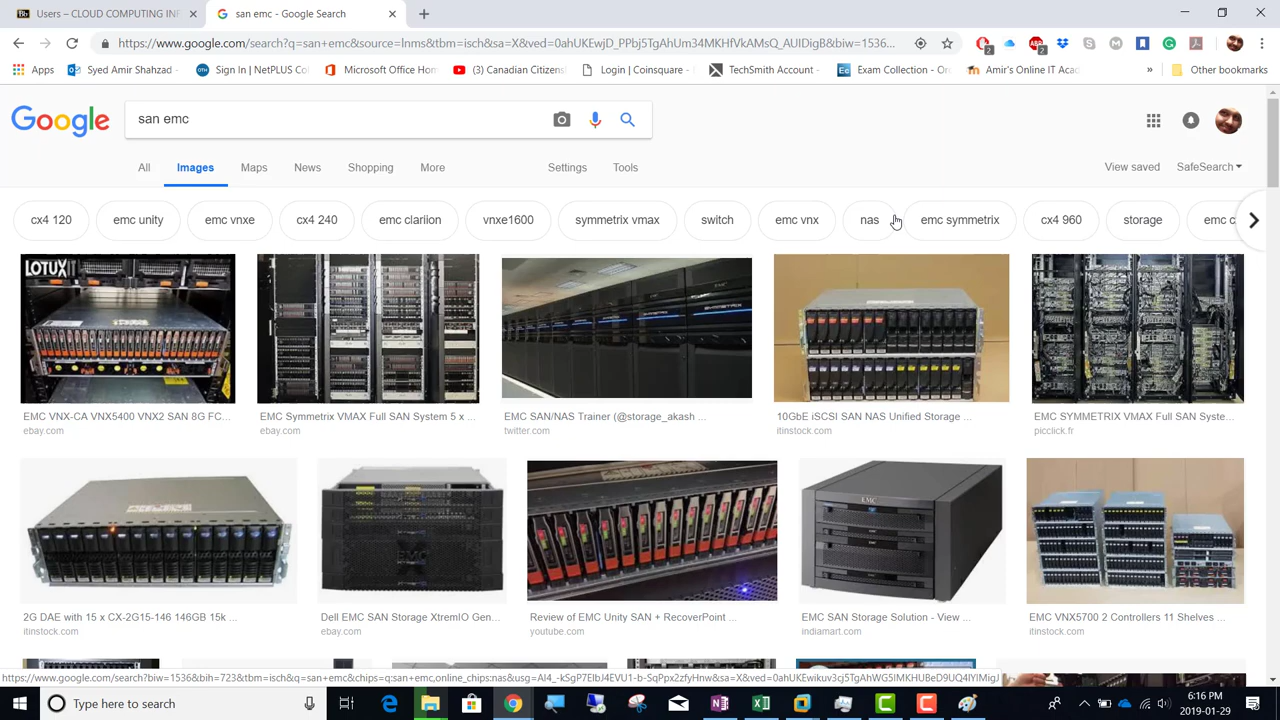 Users – CLOUD COMPUTING INF
san emc - Google Search
https://www.google.com/search?q=san+emc&source=lnms&tbm=isch&sa=X&ved=0ahUKEwjD_PPbj5TgAhUm34MKHfVkAMsQ_AUIDigB&biw=1536...
Apps
Syed Amir Shahzad -
Sign In | NetPLUS Co
Microsoft Office Hom
(3) Canadian Citizens
Login | Coinsquare -
TechSmith Account -
Exam Collection - Or
Amir's Online IT Aca
»
Other bookmarks
Google
san emc
All
Images
Maps
News
Shopping
More
Settings
Tools
View saved
SafeSearch
cx4 120
emc unity
emc vnxe
cx4 240
emc clariion
vnxe1600
symmetrix vmax
switch
emc vnx
nas
emc symmetrix
cx4 960
storage
emc c
LOTUXIT
EMC VNX-CA VNX5400 VNX2 SAN 8G FC...
ebay.com
EMC Symmetrix VMAX Full SAN System 5 x ...
ebay.com
EMC SAN/NAS Trainer (@storage_akash ...
twitter.com
10GbE iSCSI SAN NAS Unified Storage ...
itinstock.com
EMC SYMMETRIX VMAX Full SAN Syste...
picclick.fr
2G DAE with 15 x CX-2G15-146 146GB 15k ...
itinstock.com
Dell EMC SAN Storage XtremIO Gen...
ebay.com
Review of EMC Unity SAN + RecoverPoint ...
youtube.com
EMC
EMC SAN Storage Solution - View ...
indiamart.com
EMC VNX5700 2 Controllers 11 Shelves ...
itinstock.com
Type here to search
6:16 PM
2019-01-29